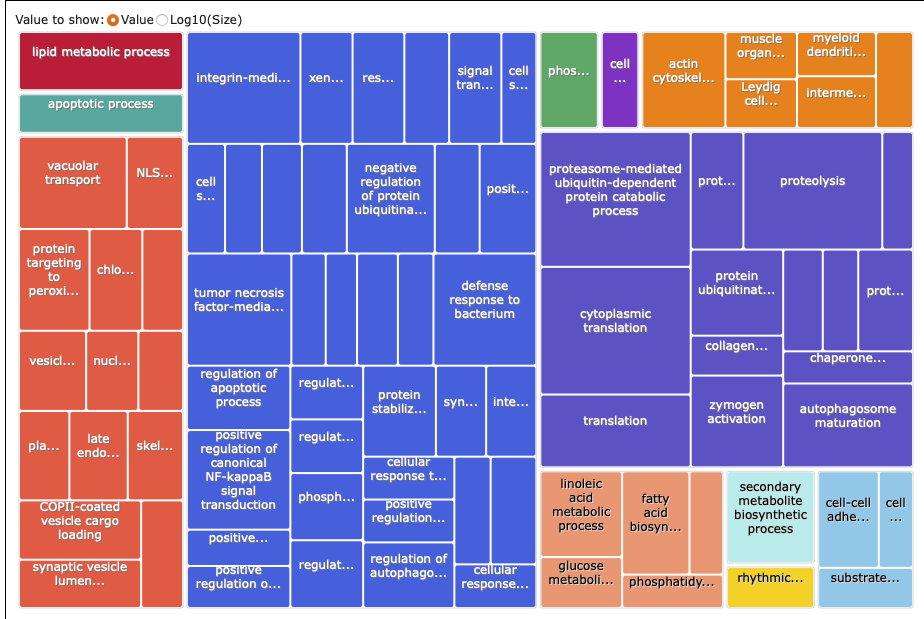 Value to show: Value Log10(Size)
lipid metabolic process
apoptotic process
vacuolar
transport
NLS...
protein
targeting
to
peroxi...
chlo...
vesicl...
nucl...
pla...
late
endo...
skel...
COPII-coated
vesicle cargo
loading
synaptic vesicle
lumen...
integrin-medi...
xen...
res...
signal
tran...
cell
s...
cell
s...
negative
regulation
of protein
ubiquitina...
posit...
tumor necrosis
factor-media...
defense
response to
bacterium
regulation of
apoptotic
process
regulat...
protein
stabiliz...
syn...
inte...
positive
regulation of
canonical
NF-kappaB
signal
transduction
regulat...
cellular
response t...
phosph...
positive
regulation...
positive...
regulat...
regulation of
autophago...
positive
regulation o...
cellular
response...
phos...
cell
...
actin
cytoskel...
muscle
organ...
myeloid
dendriti...
Leydig
cell...
interme...
proteasome-mediated
ubiquitin-dependent
protein catabolic
process
prot...
proteolysis
cytoplasmic
translation
protein
ubiquitinat...
prot...
collagen...
chaperone...
translation
zymogen
activation
autophagosome
maturation
linoleic
acid
metabolic
process
fatty
acid
biosyn...
glucose
metaboli...
phosphatidy...
secondary
metabolite
biosynthetic
process
rhythmic...
cell-cell
adhe...
cell
...
substrate...